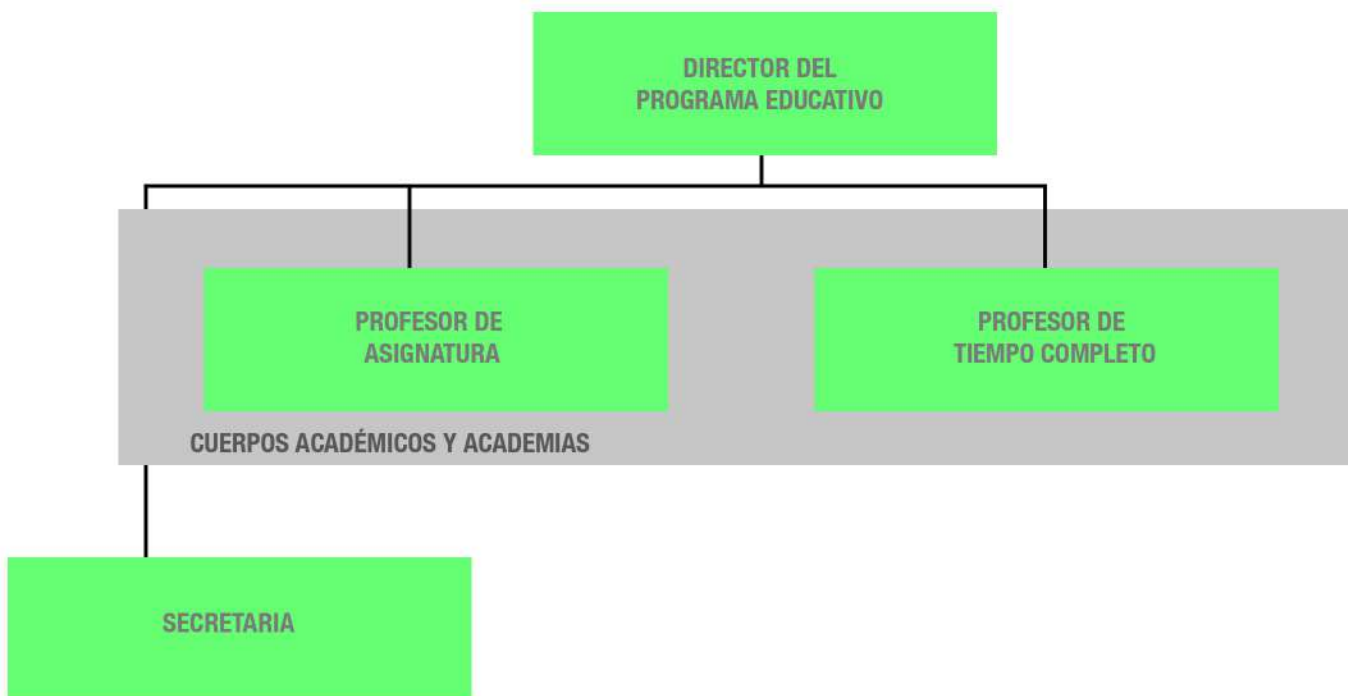 DIRECTOR DEL
PROGRAMA EDUCATIVO
PROFESOR DE
ASIGNATURA
PROFESOR DE
TIEMPO COMPLETO
CUERPOS ACADÉMICOS Y ACADEMIAS
SECRETARIA